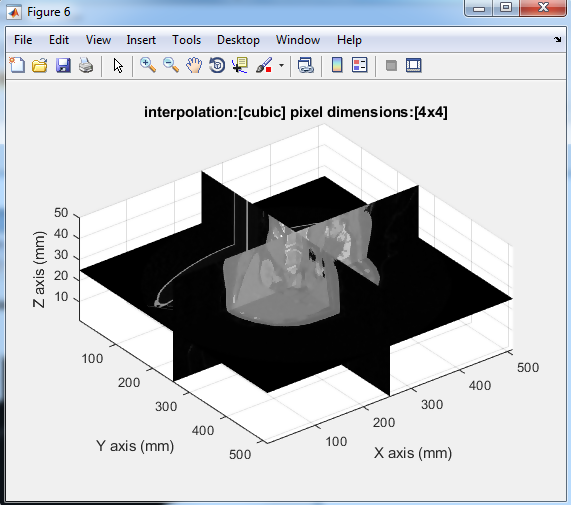 Figure 6
File Edit View Insert Tools Desktop Window Help
interpolation:[cubic] pixel dimensions:[4x4]
50
40
30
20
10
Z axis (mm)
100
200
300
400
500
Y axis (mm)
100
200
300
400
500
X axis (mm)